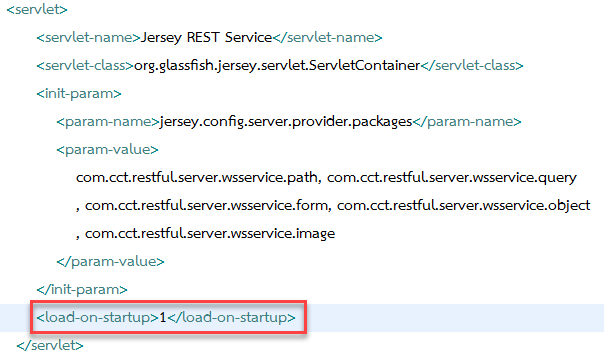 <servlet>
<servlet-name>Jersey REST Service</servlet-name>
<servlet-class>org.glassfish.jersey.servlet.ServletContainer</servlet-class>
<init-param>
<param-name>jersey.config.server.provider.packages</param-name>
<param-value>
com.cct.restful.server.wsservice.path, com.cct.restful.server.wsservice.query
, com.cct.restful.server.wsservice.form, com.cct.restful.server.wsservice.object
, com.cct.restful.server.wsservice.image
</param-value>
</init-param>
<load-on-startup>1</load-on-startup>
</servlet>